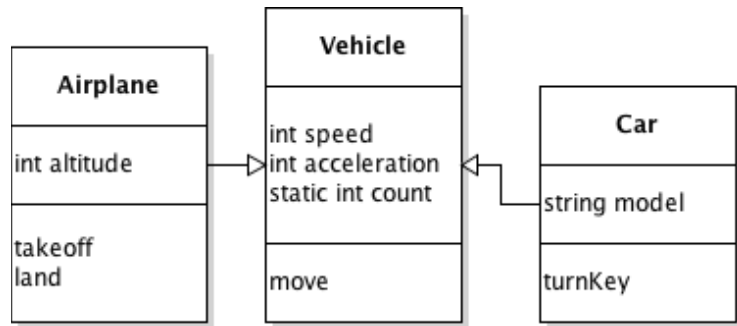 Airplane
int altitude
takeoff
land
Vehicle
int speed
int acceleration
static int count
move
Car
string model
turnKey